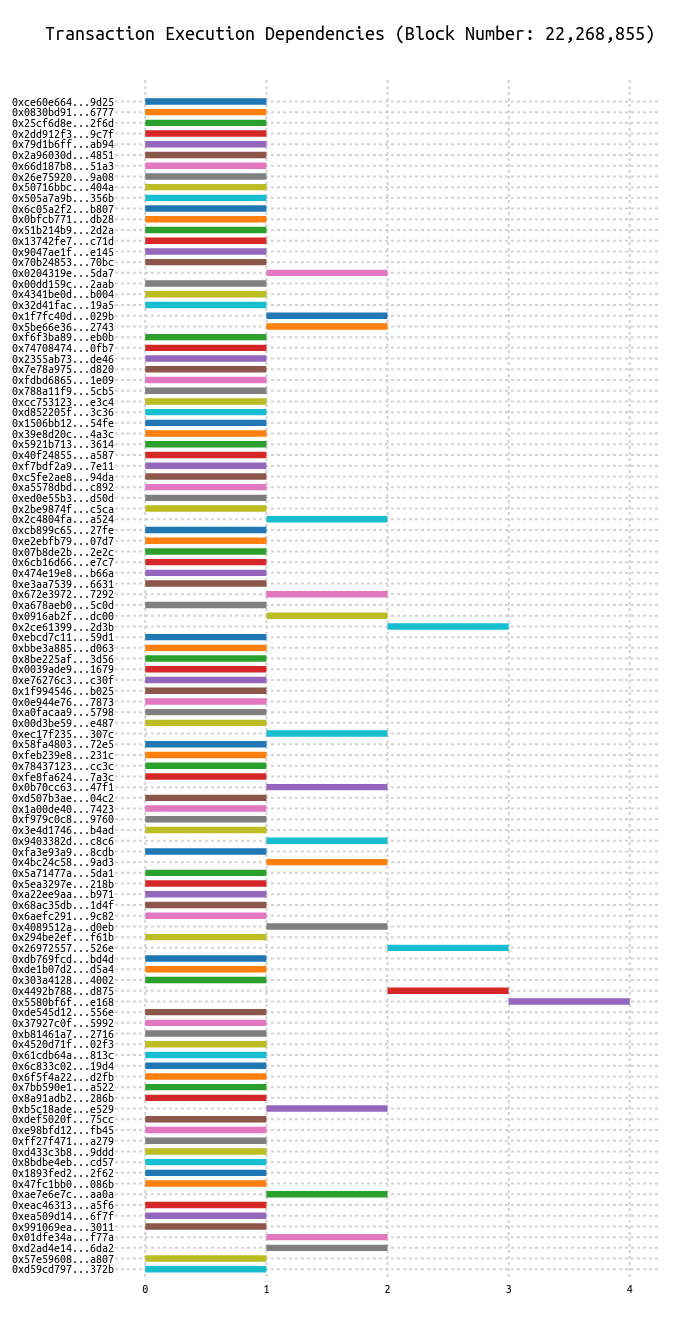 Transaction Execution Dependencies (Block Number: 22,268,855)
0xce60e664...9d25
0x0830bd91...6777
0x25cf6d8e...2f6d
0x2dd912f3...9c7f
0x79d1b6ff...ab94
0x2a96030d...4851
0x66d187b8...51a3
0x26e75920...9a08
0x50716bbc...404a
0x505a7a9b...356b
0x6c05a2f2...b807
0x0bfcb771...db28
0x51b214b9...2d2a
0x13742fe7...c71d
0x9047ae1f...e145
0x70b24853...70bc
0x0204319e...5da7
0x00dd159c...2aab
0x4341be0d...b004
0x32d41fac...19a5
0x1f7fc40d...029b
0x5be66e36...2743
0xf6f3ba89...eb0b
0x74708474...0fb7
0x2355ab73...de46
0x7e78a975...d820
0xfdbd6865...1e09
0x788a11f9...5cb5
0xcc753123...e3c4
0xd852205f...3c36
0x1506bb12...54fe
0x39e8d20c...4a3c
0x5921b713...3614
0x40f24855...a587
0xf7bdf2a9...7e11
0xc5fe2ae8...94da
0xa5578dbd...c892
0xed0e55b3...d50d
0x2be9874f...c5ca
0x2c4804fa...a524
0xcb899c65...27fe
0xe2ebfb79...07d7
0x07b8de2b...2e2c
0x6cb16d66...e7c7
0x474e19e8...b66a
0xe3aa7539...6631
0x672e3972...7292
0xa678aeb0...5c0d
0x0916ab2f...dc00
0x2ce61399...2d3b
0xebcd7c11...59d1
0xbbe3a885...d063
0x8be225af...3d56
0x0039ade9...1679
0xe76276c3...c30f
0x1f994546...b025
0x0e944e76...7873
0xa0facaa9...5798
0x00d3be59...e487
0xec17f235...307c
0x58fa4803...72e5
0xfeb239e8...231c
0x78437123...cc3c
0xfe8fa624...7a3c
0x0b70cc63...47f1
0xd507b3ae...04c2
0x1a00de40...7423
0xf979c0c8...9760
0x3e4d1746...b4ad
0x9403382d...c8c6
0xfa3e93a9...8cdb
0x4bc24c58...9ad3
0x5a71477a...5da1
0x5ea3297e...218b
0xa22ee9aa...b971
0x68ac35db...1d4f
0x6aefc291...9c82
0x4089512a...d0eb
0x294be2ef...f61b
0x26972557...526e
0xdb769fcd...bd4d
0xde1b07d2...d5a4
0x303a4128...4002
0x4492b788...d875
0x5580bf6f...e168
0xde545d12...556e
0x37927c0f...5992
0xb81461a7...2716
0x4520d71f...02f3
0x61cdb64a...813c
0x6c833c02...19d4
0x6f5f4a22...d2fb
0x7bb590e1...a522
0x8a91adb2...286b
0xb5c18ade...e529
0xdef5020f...75cc
0xe98bfd12...fb45
0xff27f471...a279
0xd433c3b8...9ddd
0x8bdbe4eb...cd57
0x1893fed2...2f62
0x47fc1bb0...086b
0xae7e6e7c...aa0a
0xeac46313...a5f6
0xea509d14...6f7f
0x991069ea...3011
0x01dfe34a...f77a
0xd2ad4e14...6da2
0x57e59608...a807
0xd59cd797...372b
0 1 2 3 4